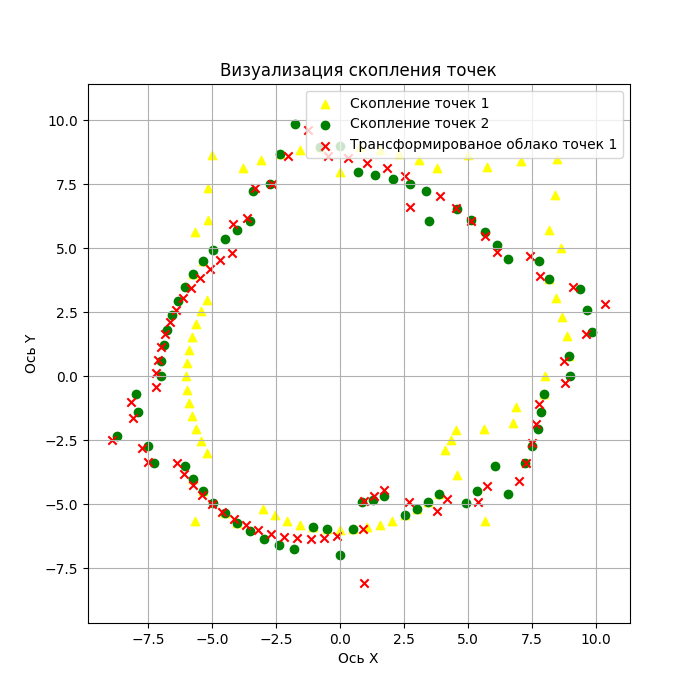 Визуализация скопления точек
Скопление точек 1
Скопление точек 2
Трансформированое облако точек 1
Ось Y
10.0
7.5
5.0
2.5
0.0
−2.5
−5.0
−7.5
−7.5 −5.0 −2.5 0.0 2.5 5.0 7.5 10.0
Ось X